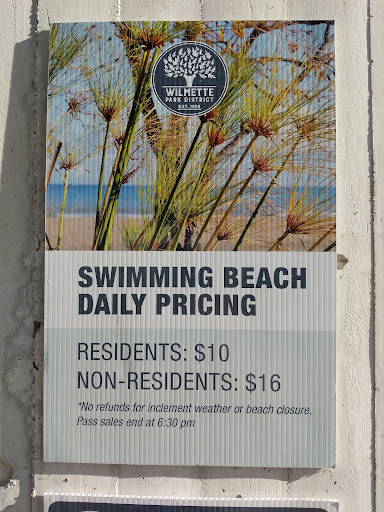 WILMETTE
PARK DISTRICT
EST. 1908
SWIMMING BEACH
DAILY PRICING
RESIDENTS: $10
NON-RESIDENTS: $16
*No refunds for inclement weather or beach closure.
Pass sales end at 6:30 pm